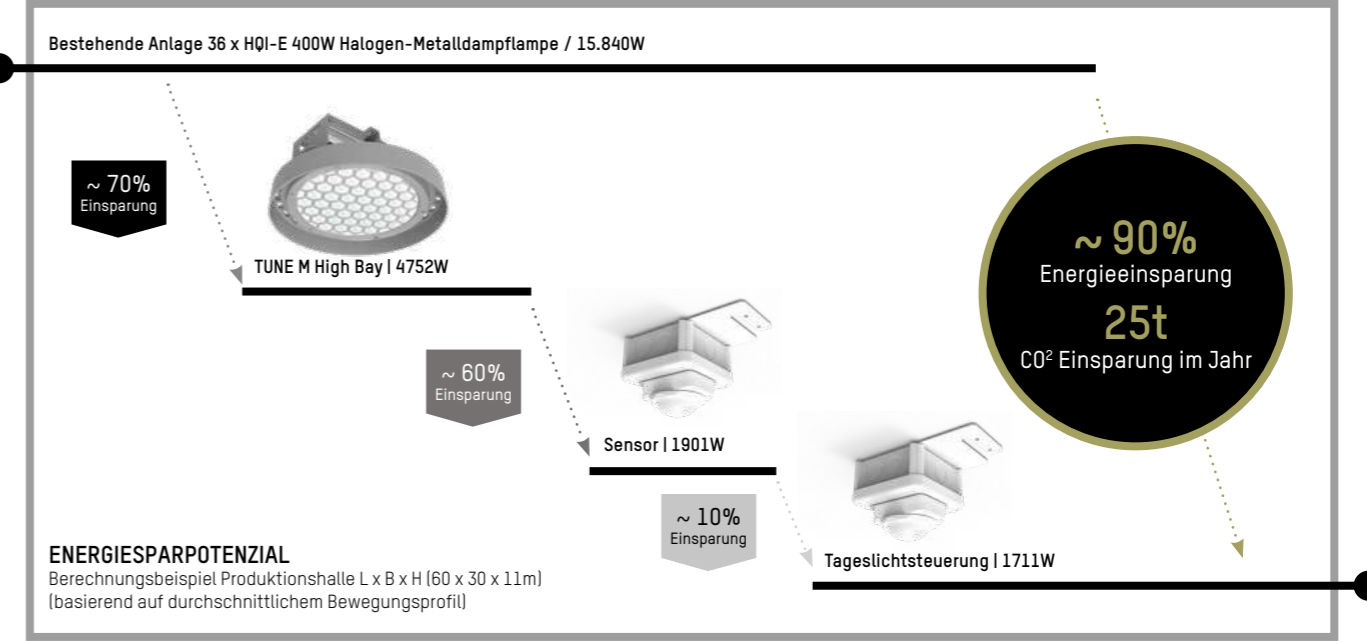 Bestehende Anlage 36 x HQI-E 400W Halogen-Metalldampflampe / 15.840W
~ 70%
Einsparung
TUNE M High Bay | 4752W
~ 60%
Einsparung
Sensor | 1901W
~ 10%
Einsparung
Tageslichtsteuerung | 1711W
~ 90%
Energieeinsparung
25t
CO² Einsparung im Jahr
ENERGIESPARPOTENZIAL
Berechnungsbeispiel Produktionshalle L x B x H (60 x 30 x 11m)
(basierend auf durchschnittlichem Bewegungsprofil)